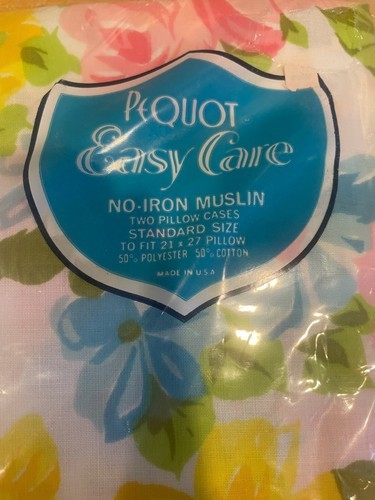 PEQUOT
Easy Care
NO-IRON MUSLIN
TWO PILLOW CASES
STANDARD SIZE
TO FIT 21 x 27 PILLOW
50% POLYESTER 50% COTTON
MADE IN U.S.A